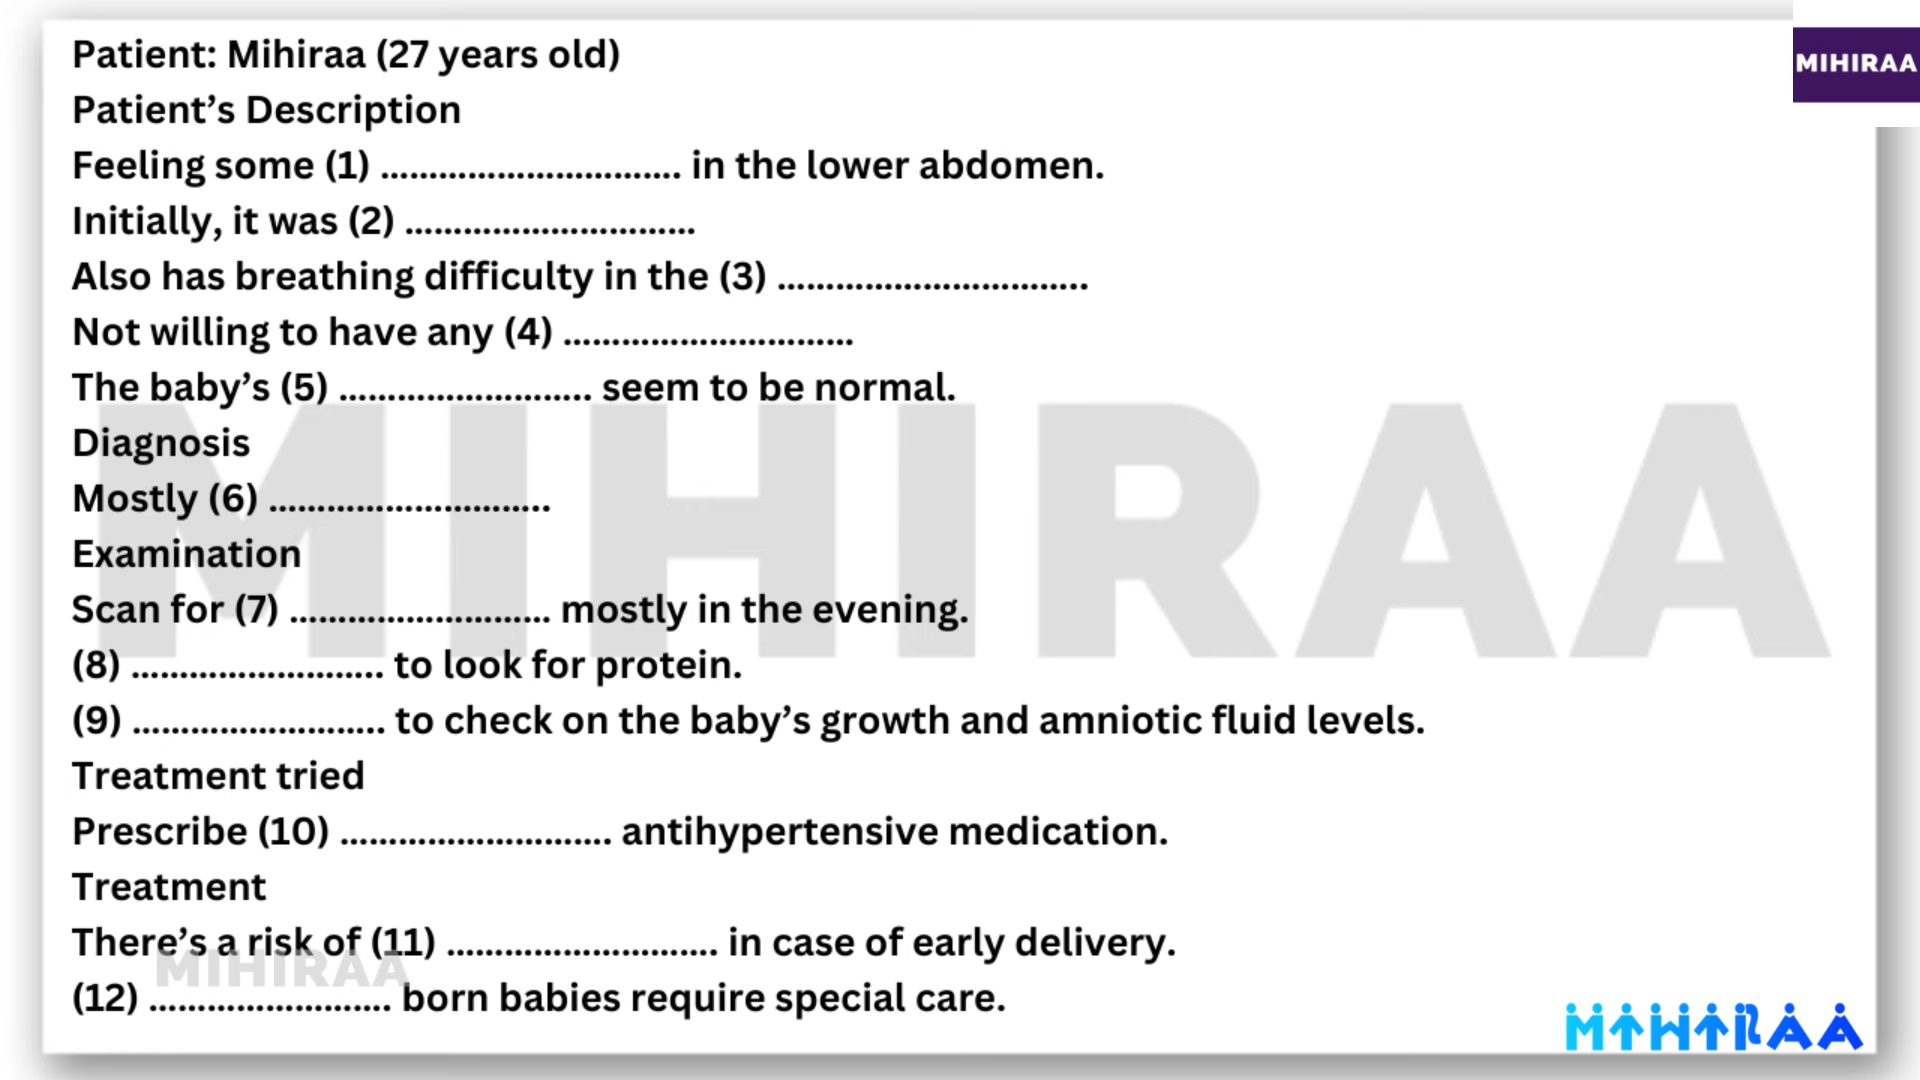 Patient: Mihiraa (27 years old)
MIHIRAA
Patient’s Description
Feeling some (1) ............................... in the lower abdomen.
Initially, it was (2) ..............................
Also has breathing difficulty in the (3) ................................
Not willing to have any (4) ..............................
The baby’s (5) .......................... seem to be normal.
MIHIRAA
Diagnosis
Mostly (6) .............................
Examination
Scan for (7) ........................... mostly in the evening.
(8) .......................... to look for protein.
(9) .......................... to check on the baby’s growth and amniotic fluid levels.
Treatment tried
Prescribe (10) ............................ antihypertensive medication.
Treatment
There’s a risk of (11) ............................ in case of early delivery.
MIHIRAA
(12) ......................... born babies require special care.
MIHIRAA